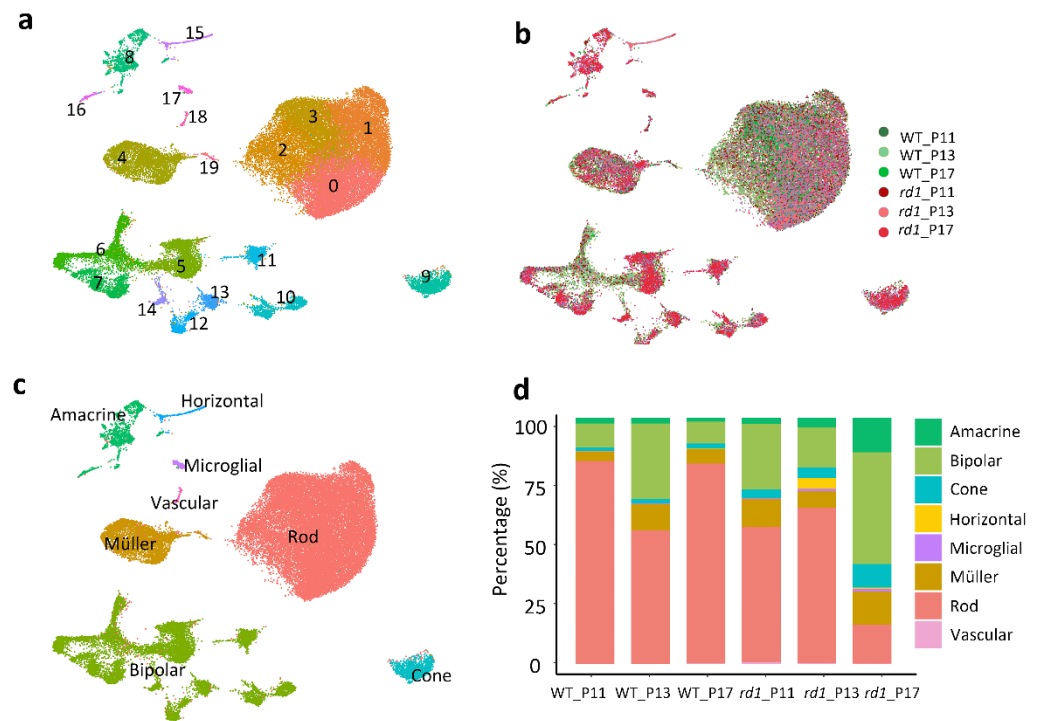 a
15
8
16
17
18
3
1
4
2
19
0
6
5
11
7
9
14
13
10
12
b
WT_P11
WT_P13
WT_P17
rd1_P11
rd1_P13
rd1_P17
c
Amacrine
Horizontal
Microglial
Vascular
Müller
Rod
Bipolar
Cone
d
Percentage (%)
100
75
50
25
0
WT_P11
WT_P13
WT_P17
rd1_P11
rd1_P13
rd1_P17
Amacrine
Bipolar
Cone
Horizontal
Microglial
Müller
Rod
Vascular